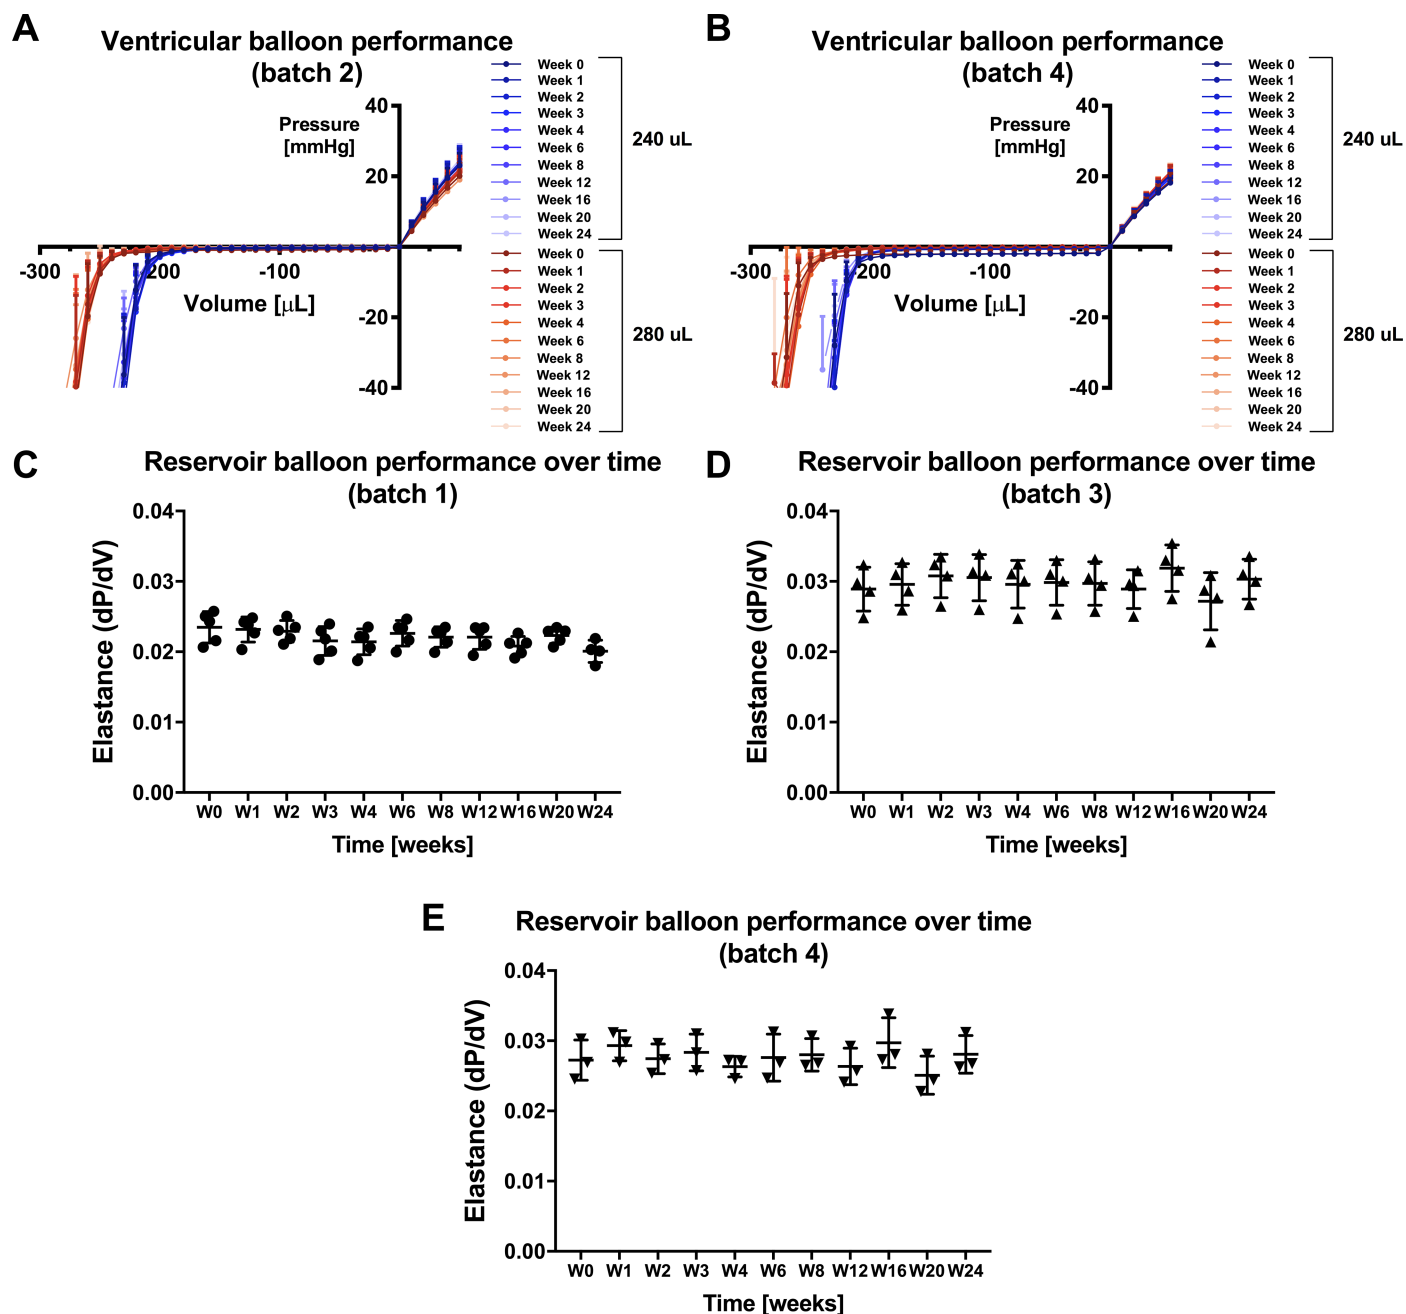 A
Ventricular balloon performance
(batch 2)
Pressure
[mmHg]
40
20
-20
-40
-300
-200
-100
Volume [μL]
Week 0
Week 1
Week 2
Week 3
Week 4
Week 6
Week 8
Week 12
Week 16
Week 20
Week 24
240 uL
Week 0
Week 1
Week 2
Week 3
Week 4
Week 6
Week 8
Week 12
Week 16
Week 20
Week 24
280 uL
B
Ventricular balloon performance
(batch 4)
Pressure
[mmHg]
40
20
-20
-40
-300
-200
-100
Volume [μL]
Week 0
Week 1
Week 2
Week 3
Week 4
Week 6
Week 8
Week 12
Week 16
Week 20
Week 24
240 uL
Week 0
Week 1
Week 2
Week 3
Week 4
Week 6
Week 8
Week 12
Week 16
Week 20
Week 24
280 uL
C
Reservoir balloon performance over time
(batch 1)
Elastance (dP/dV)
0.04
0.03
0.02
0.01
0.00
W0 W1 W2 W3 W4 W6 W8 W12 W16 W20 W24
Time [weeks]
D
Reservoir balloon performance over time
(batch 3)
Elastance (dP/dV)
0.04
0.03
0.02
0.01
0.00
W0 W1 W2 W3 W4 W6 W8 W12 W16 W20 W24
Time [weeks]
E
Reservoir balloon performance over time
(batch 4)
Elastance (dP/dV)
0.04
0.03
0.02
0.01
0.00
W0 W1 W2 W3 W4 W6 W8 W12 W16 W20 W24
Time [weeks]